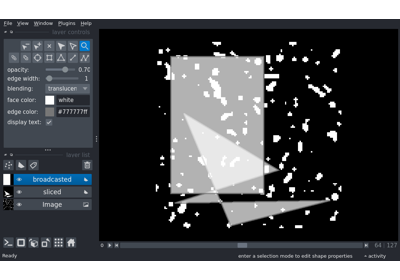 File View Window Plugins Help
layer controls
opacity: 0.70
edge width: 1
blending: translucen
face color: white
edge color: #777777ff
display text:
layer list
broadcasted
sliced
Image
0 64 127
Ready enter a selection mode to edit shape properties activity